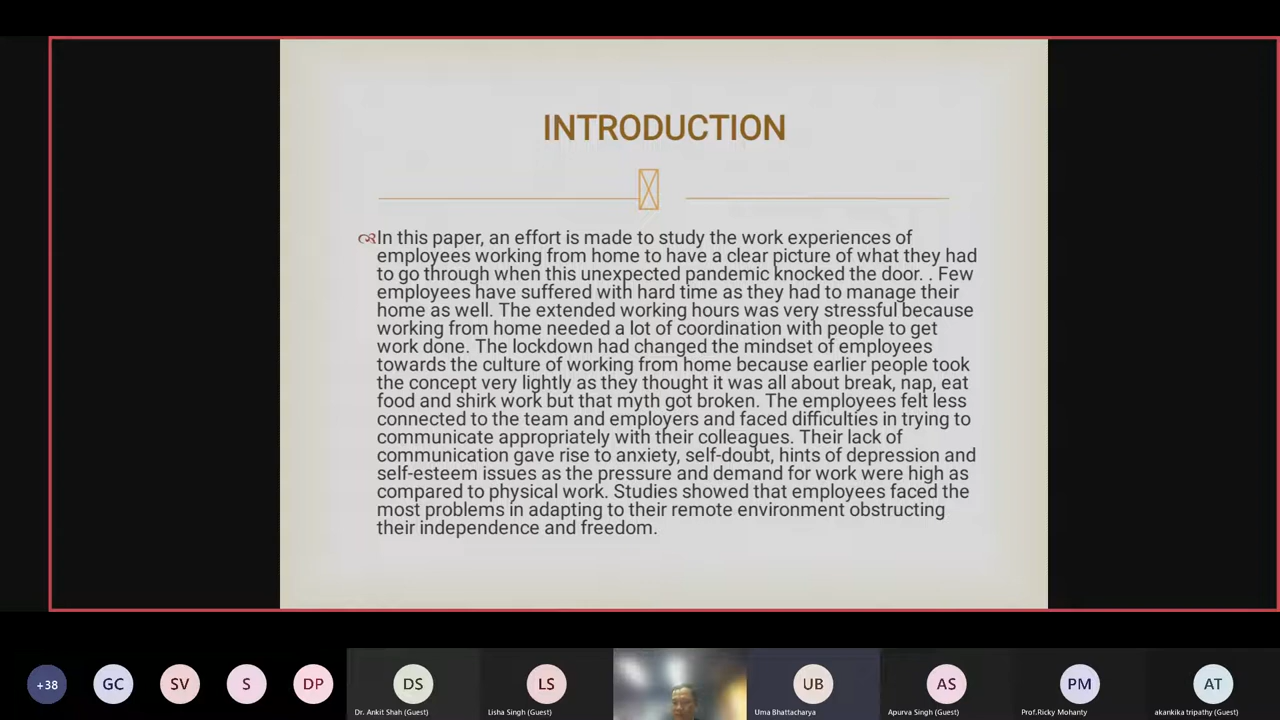 INTRODUCTION
In this paper, an effort is made to study the work experiences of
employees working from home to have a clear picture of what they had
to go through when this unexpected pandemic knocked the door. . Few
employees have suffered with hard time as they had to manage their
home as well. The extended working hours was very stressful because
working from home needed a lot of coordination with people to get
work done. The lockdown had changed the mindset of employees
towards the culture of working from home because earlier people took
the concept very lightly as they thought it was all about break, nap, eat
food and shirk work but that myth got broken. The employees felt less
connected to the team and employers and faced difficulties in trying to
communicate appropriately with their colleagues. Their lack of
communication gave rise to anxiety, self-doubt, hints of depression and
self-esteem issues as the pressure and demand for work were high as
compared to physical work. Studies showed that employees faced the
most problems in adapting to their remote environment obstructing
their independence and freedom.
+38 GC SV S DP DS LS UB AS PM AT
Dr. Ankit Shah (Guest) Lisha Singh (Guest) Uma Bhattacharya Apurva Singh (Guest) Prof.Ricky Mohanty akankika tripathy (Guest)